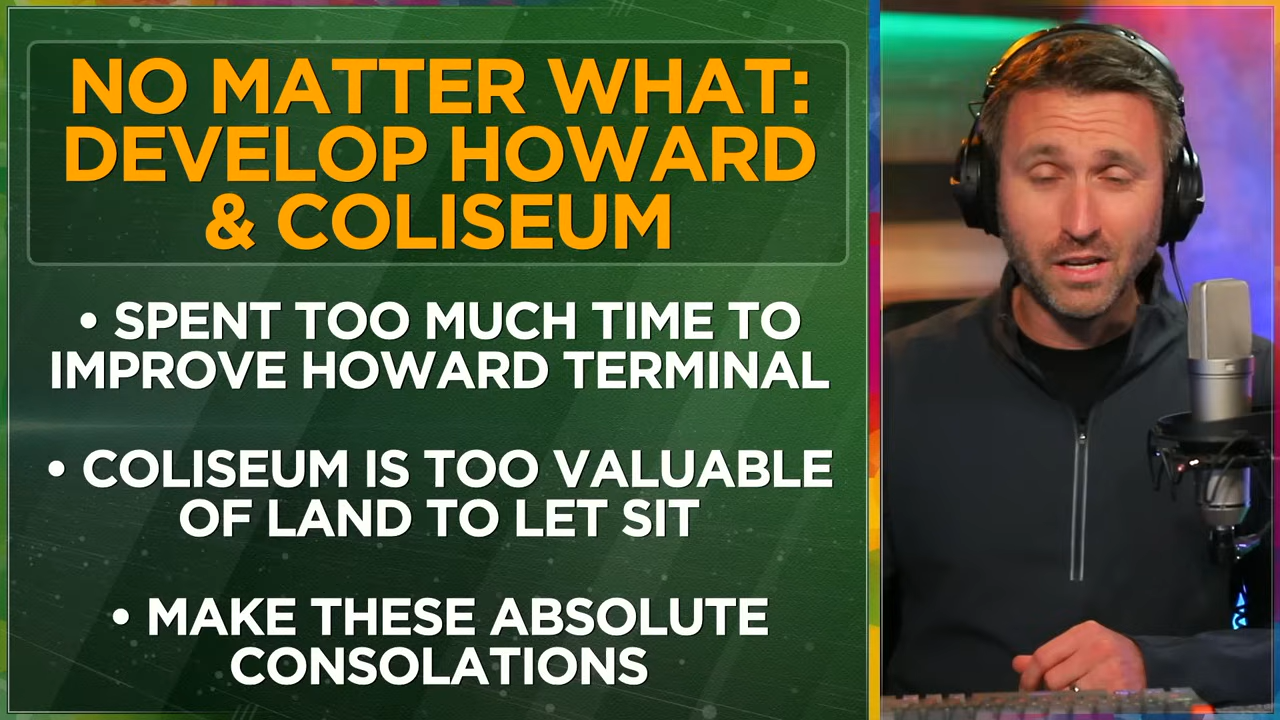 NO MATTER WHAT:
DEVELOP HOWARD
& COLISEUM
• SPENT TOO MUCH TIME TO
IMPROVE HOWARD TERMINAL
• COLISEUM IS TOO VALUABLE
OF LAND TO LET SIT
• MAKE THESE ABSOLUTE
CONSOLATIONS